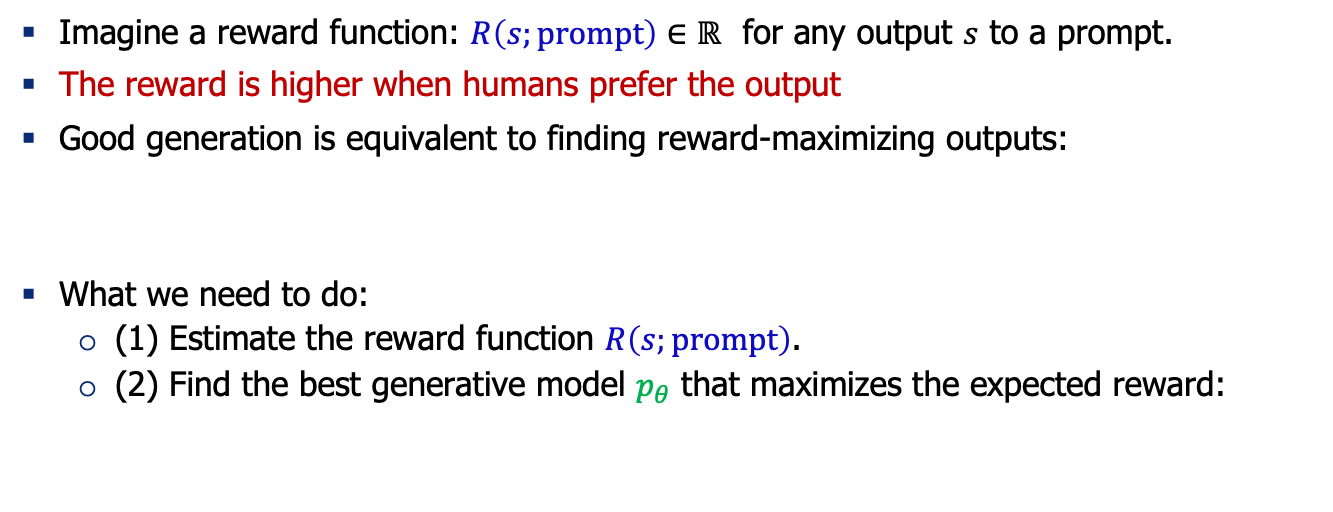 ▪ Imagine a reward function: R(s; prompt) ∈ ℝ for any output s to a prompt.
▪ The reward is higher when humans prefer the output
▪ Good generation is equivalent to finding reward-maximizing outputs:
▪ What we need to do:
○ (1) Estimate the reward function R(s; prompt).
○ (2) Find the best generative model pθ that maximizes the expected reward: